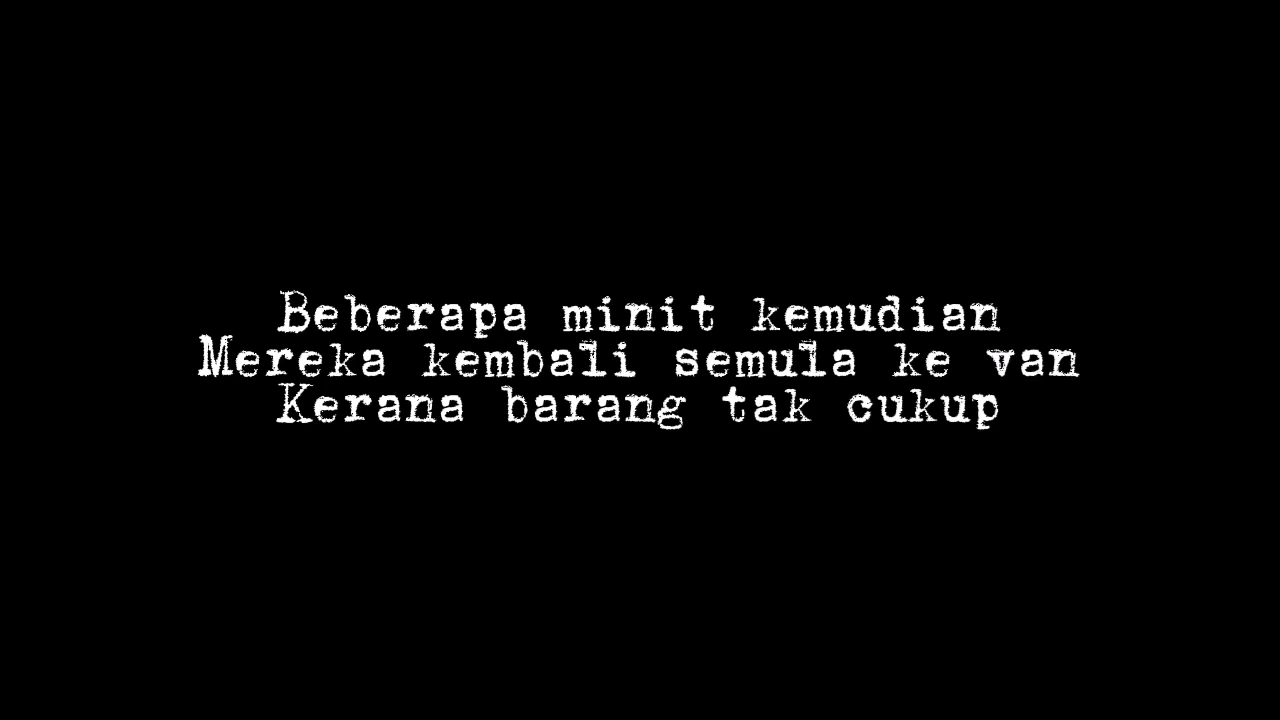 Beberapa minit kemudian
Mereka kembali semula ke van
Kerana barang tak cukup